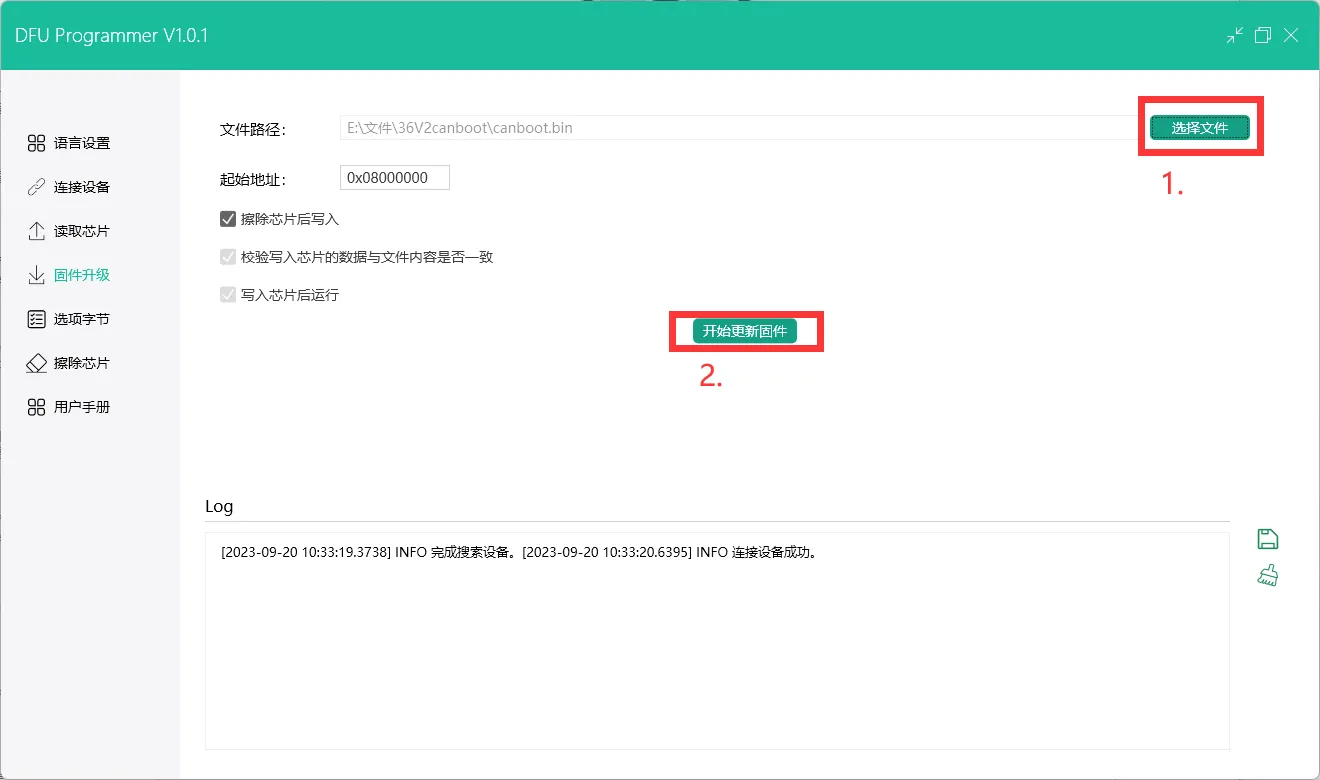 DFU Programmer V1.0.1
语言设置
连接设备
读取芯片
固件升级
选项字节
擦除芯片
用户手册
文件路径：
E:\文件\36V2canboot\canboot.bin
选择文件
1.
起始地址：
0x08000000
擦除芯片后写入
校验写入芯片的数据与文件内容是否一致
写入芯片后运行
开始更新固件
2.
Log
[2023-09-20 10:33:19.3738] INFO 完成搜索设备。[2023-09-20 10:33:20.6395] INFO 连接设备成功。